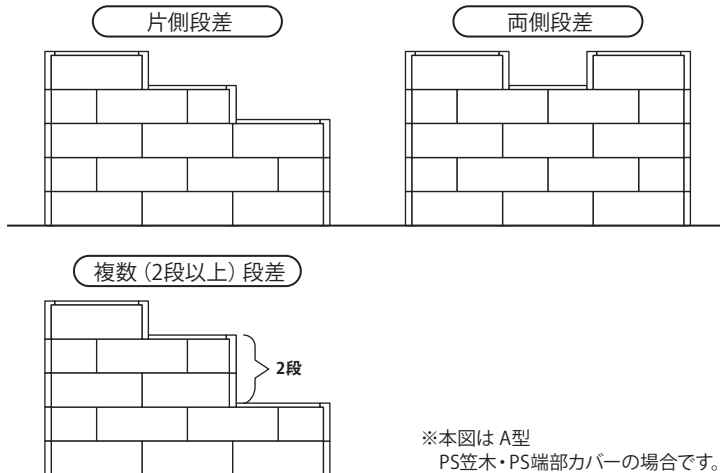 片側段差
両側段差
複数（2段以上）段差
2段
※本図は A型
PS笠木・PS端部カバーの場合です。